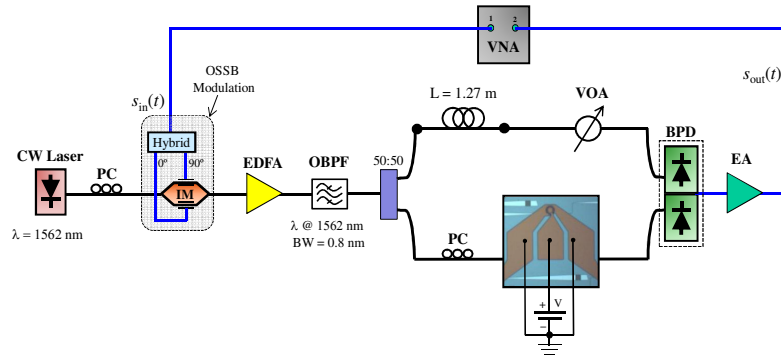 1 2
VNA
OSSB
Modulation
s_in(t)
s_out(t)
L = 1.27 m
VOA
Hybrid
0º 90º
BPD
CW Laser
PC
EDFA
OBPF
50:50
EA
IM
λ = 1562 nm
λ @ 1562 nm
BW = 0.8 nm
PC
+ V
−